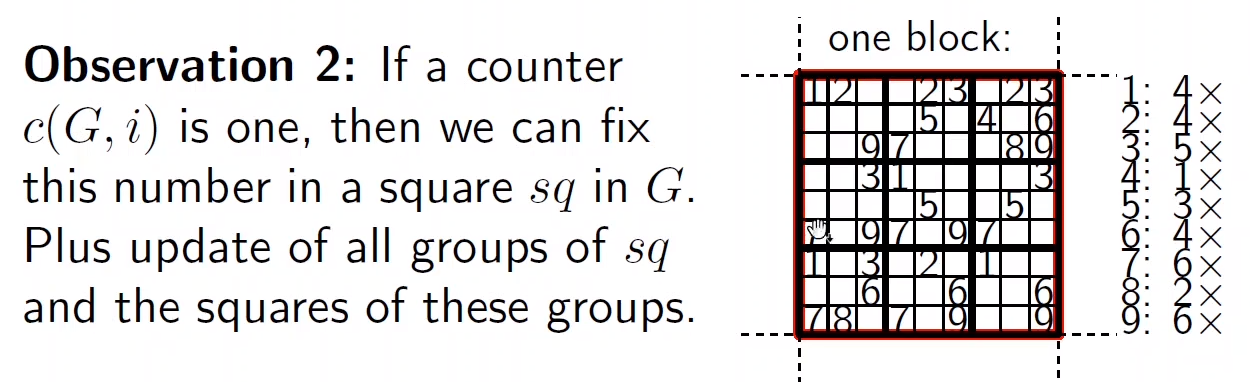 Observation 2: If a counter
c(G, i) is one, then we can fix
this number in a square sq in G.
Plus update of all groups of sq
and the squares of these groups.
one block:
1 2 2 3 2 3
5 4 6
9 7 8 9
3 1 3
5 5
9 7 9 7
1 3 2 1
6 6 6
7 8 7 9 9
1: 4×
2: 4×
3: 5×
4: 1×
5: 3×
6: 4×
7: 6×
8: 2×
9: 6×